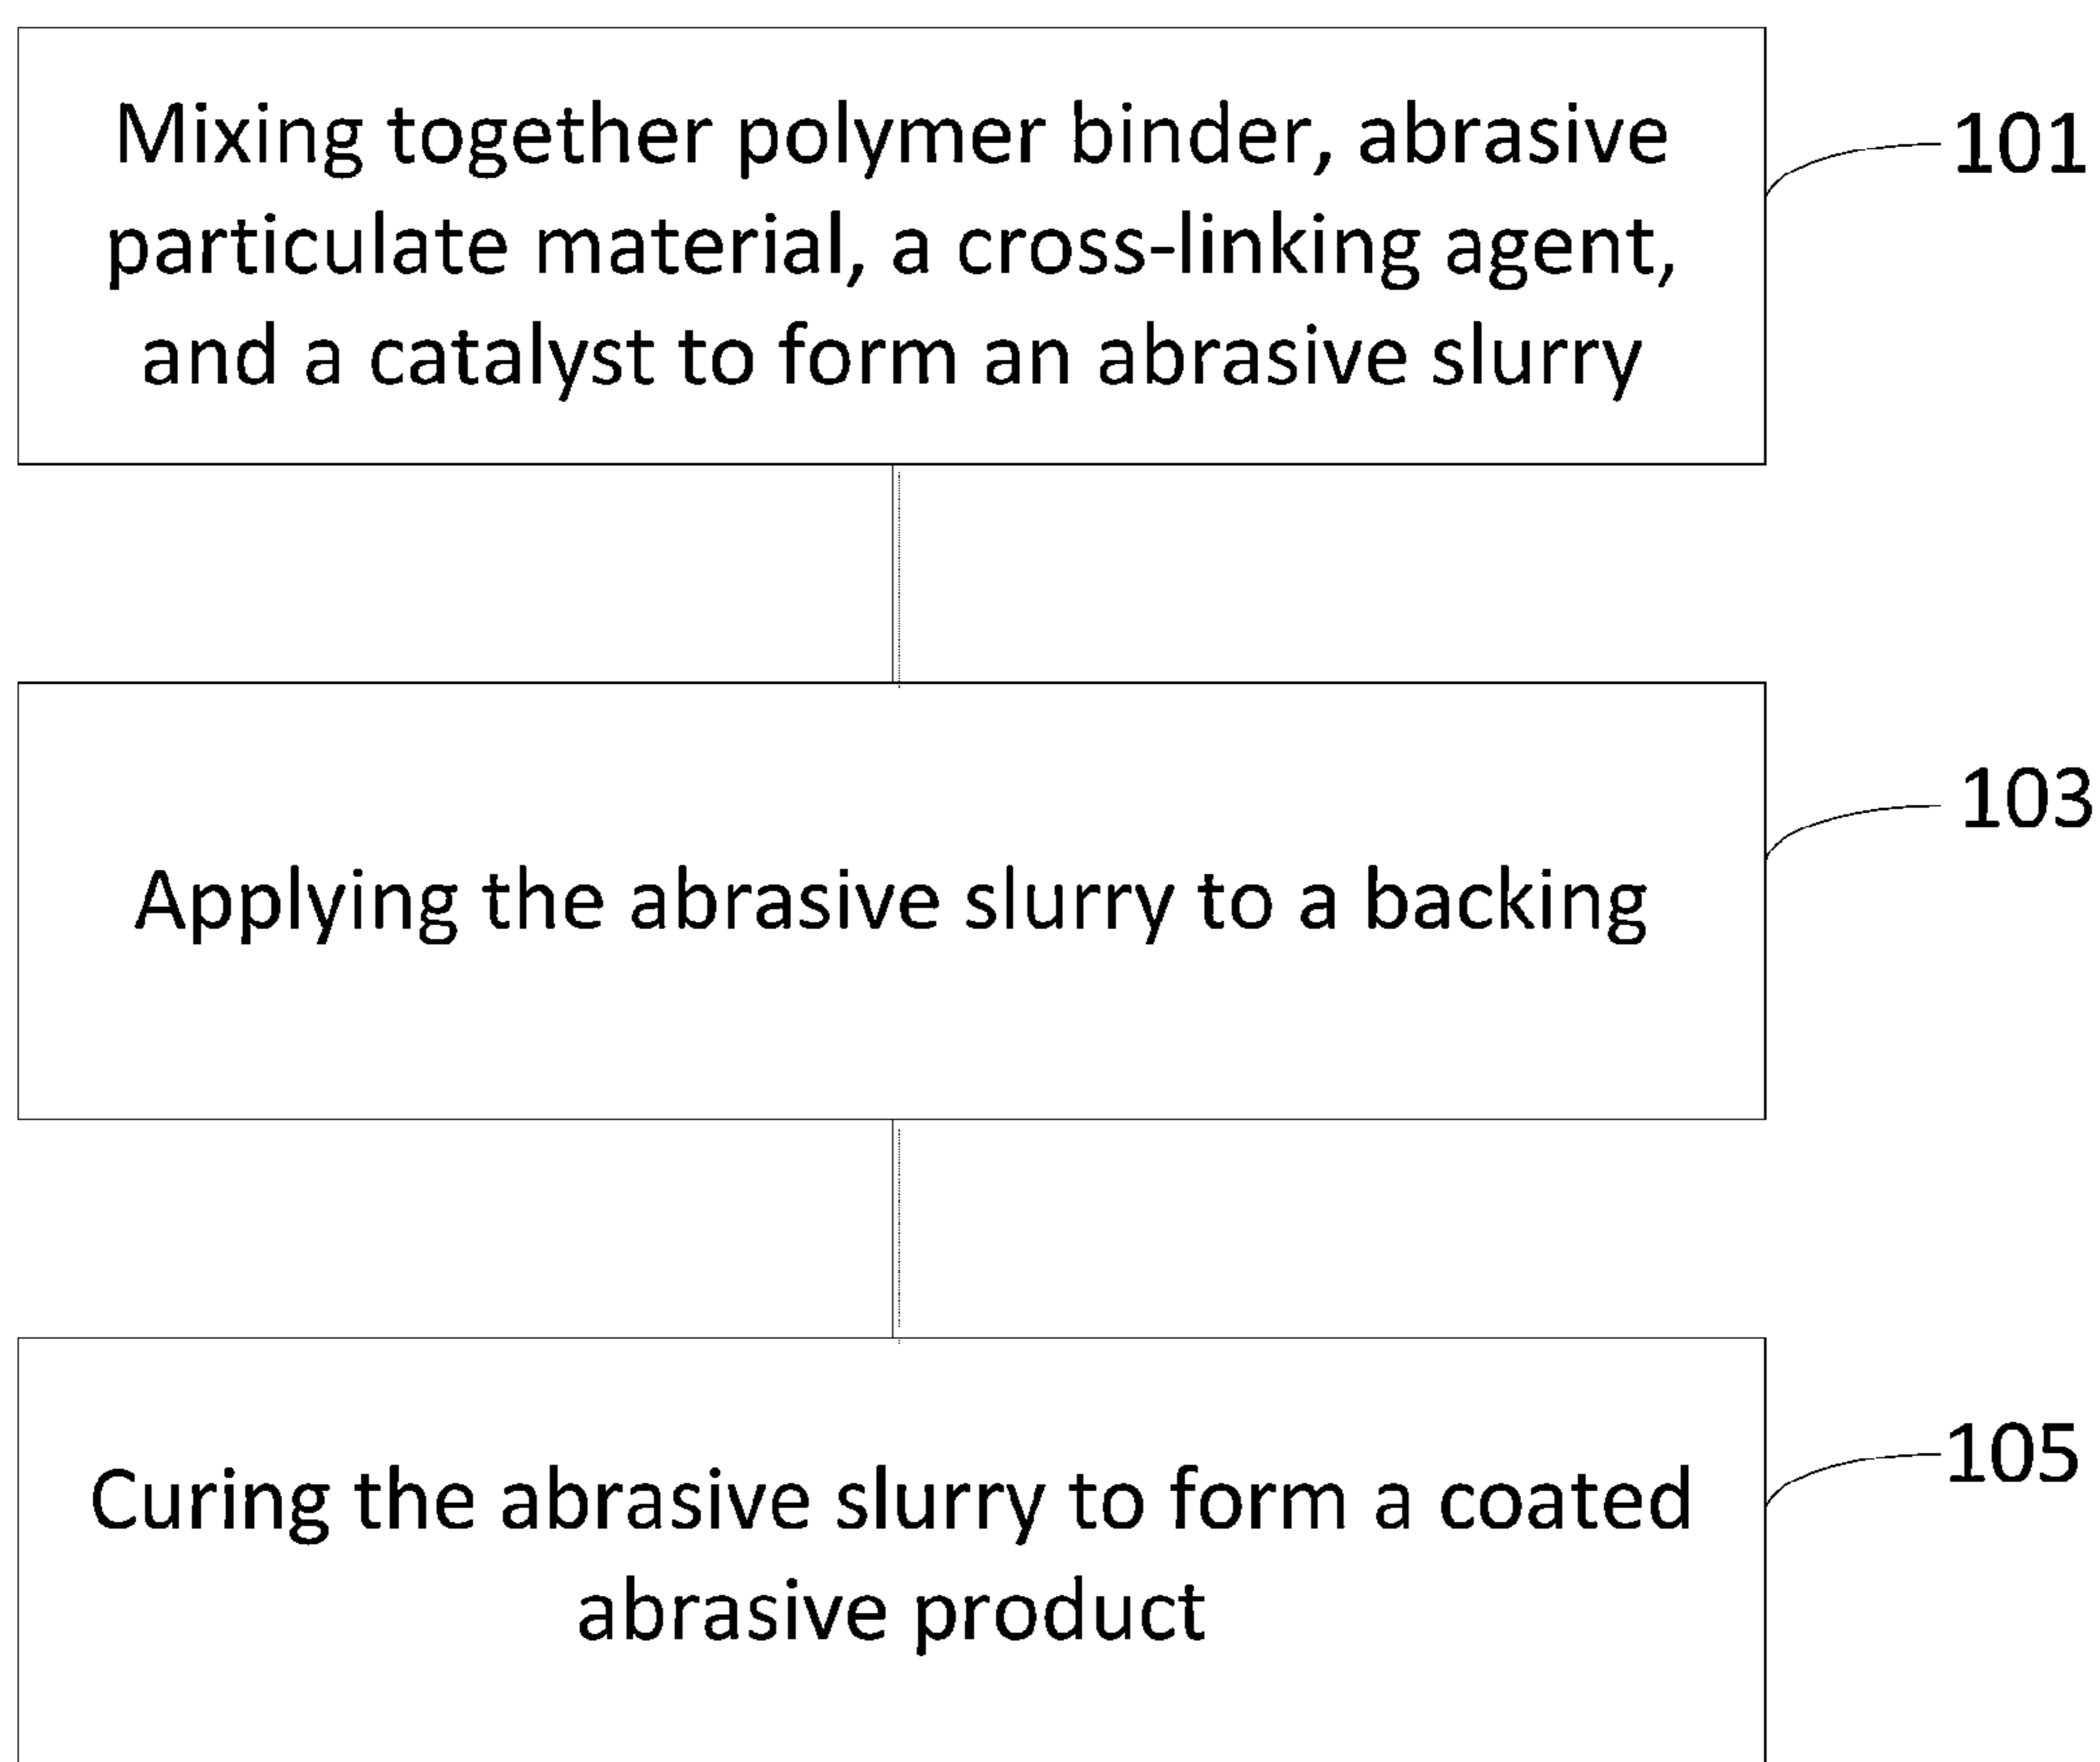 Mixing together polymer binder, abrasive
101
particulate material, a cross-linking agent,
and a catalyst to form an abrasive slurry
103
Applying the abrasive slurry to a backing
105
Curing the abrasive slurry to form a coated
abrasive product